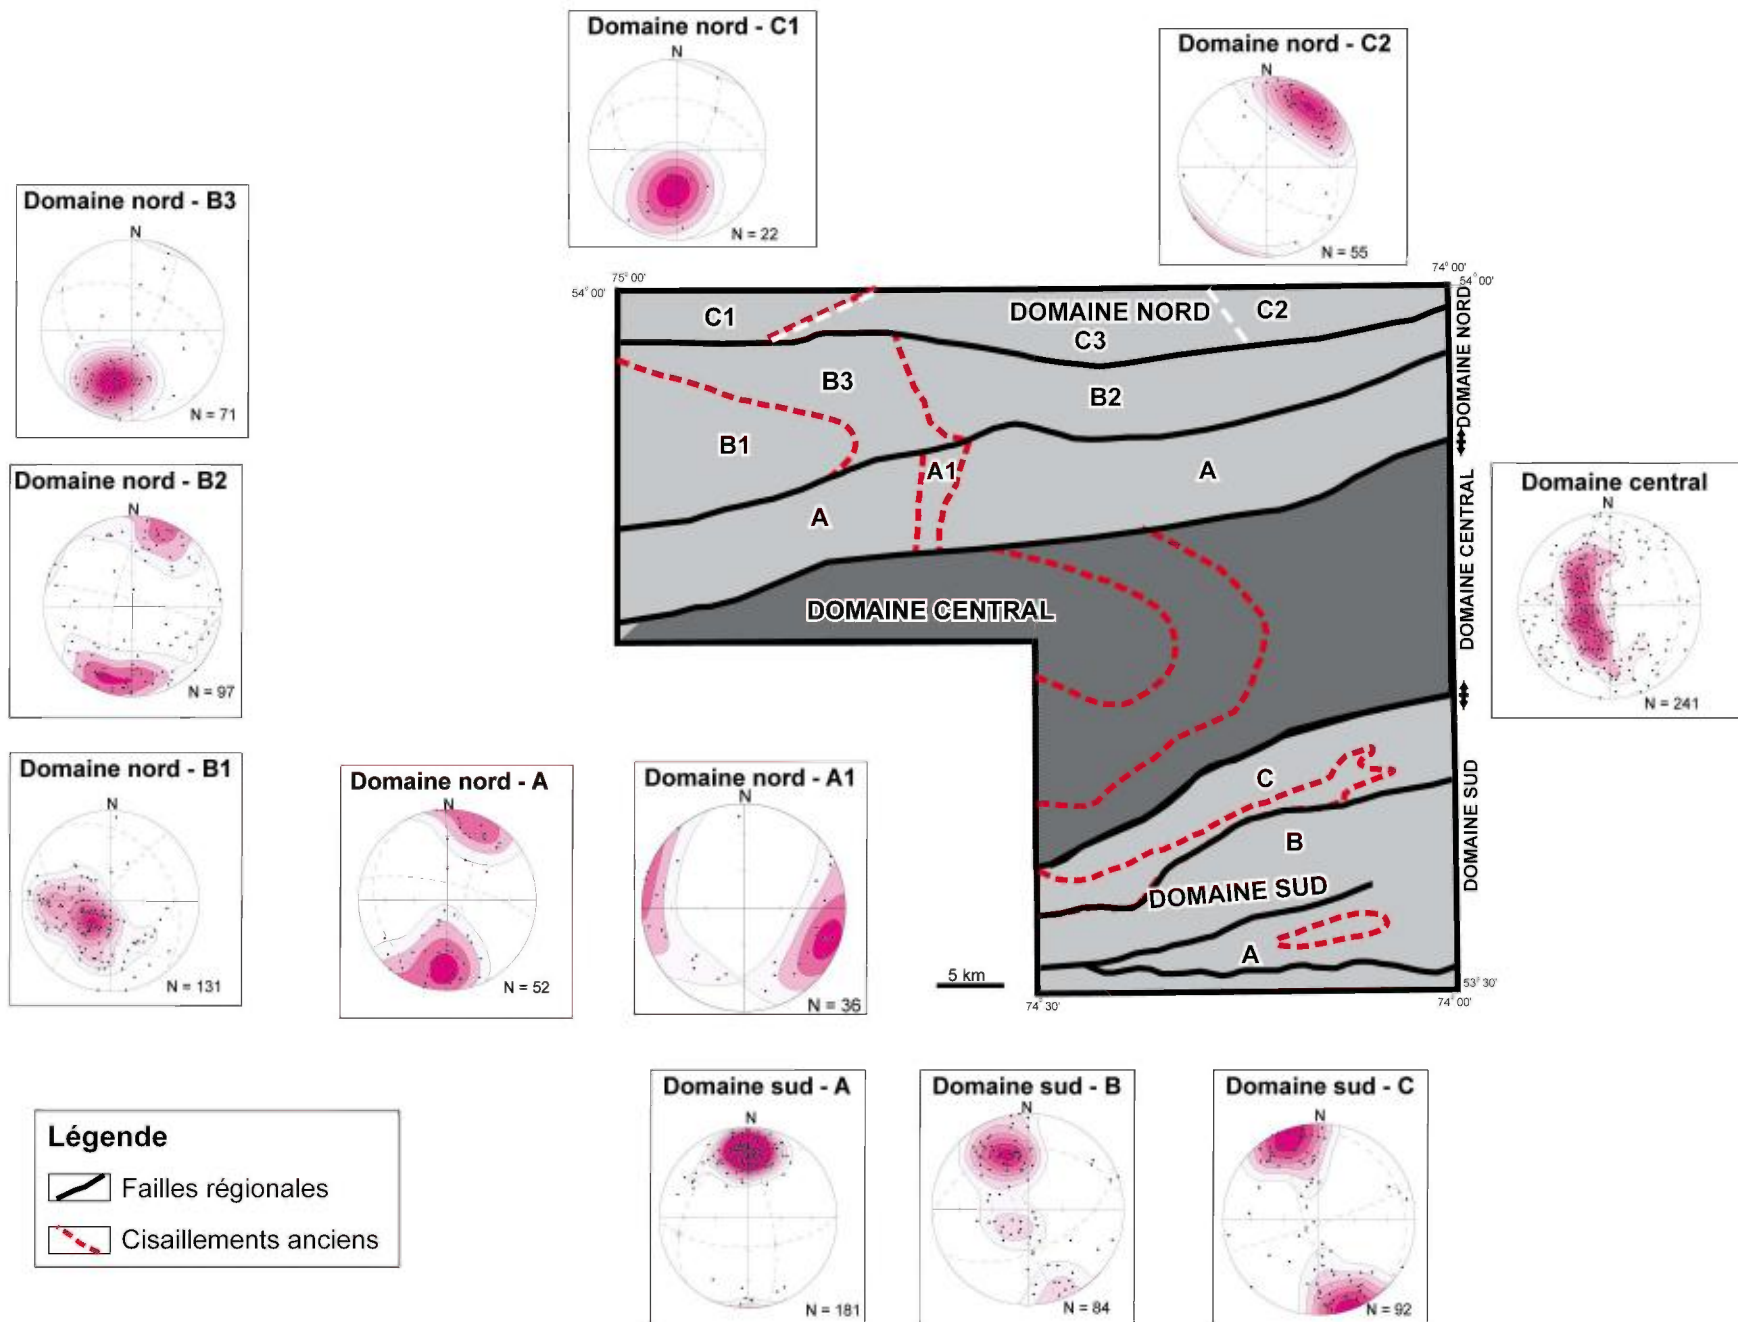 Domaine nord - C1
N
N = 22
Domaine nord - C2
N
N = 55
Domaine nord - B3
N
N = 71
Domaine nord - B2
N
N = 97
Domaine nord - B1
N
N = 131
Domaine nord - A
N
N = 52
Domaine nord - A1
N
N = 36
Domaine central
N
N = 241
75° 00'
54° 00'
74° 00'
54° 00'
C1
DOMAINE NORD
C2
C3
B3
B2
B1
A1
A
A
DOMAINE CENTRAL
C
B
DOMAINE SUD
A
DOMAINE NORD
DOMAINE CENTRAL
DOMAINE SUD
5 km
74° 30'
74° 00'
53° 30'
Domaine sud - A
N
N = 181
Domaine sud - B
N
N = 84
Domaine sud - C
N
N = 92
Légende
Failles régionales
Cisaillements anciens